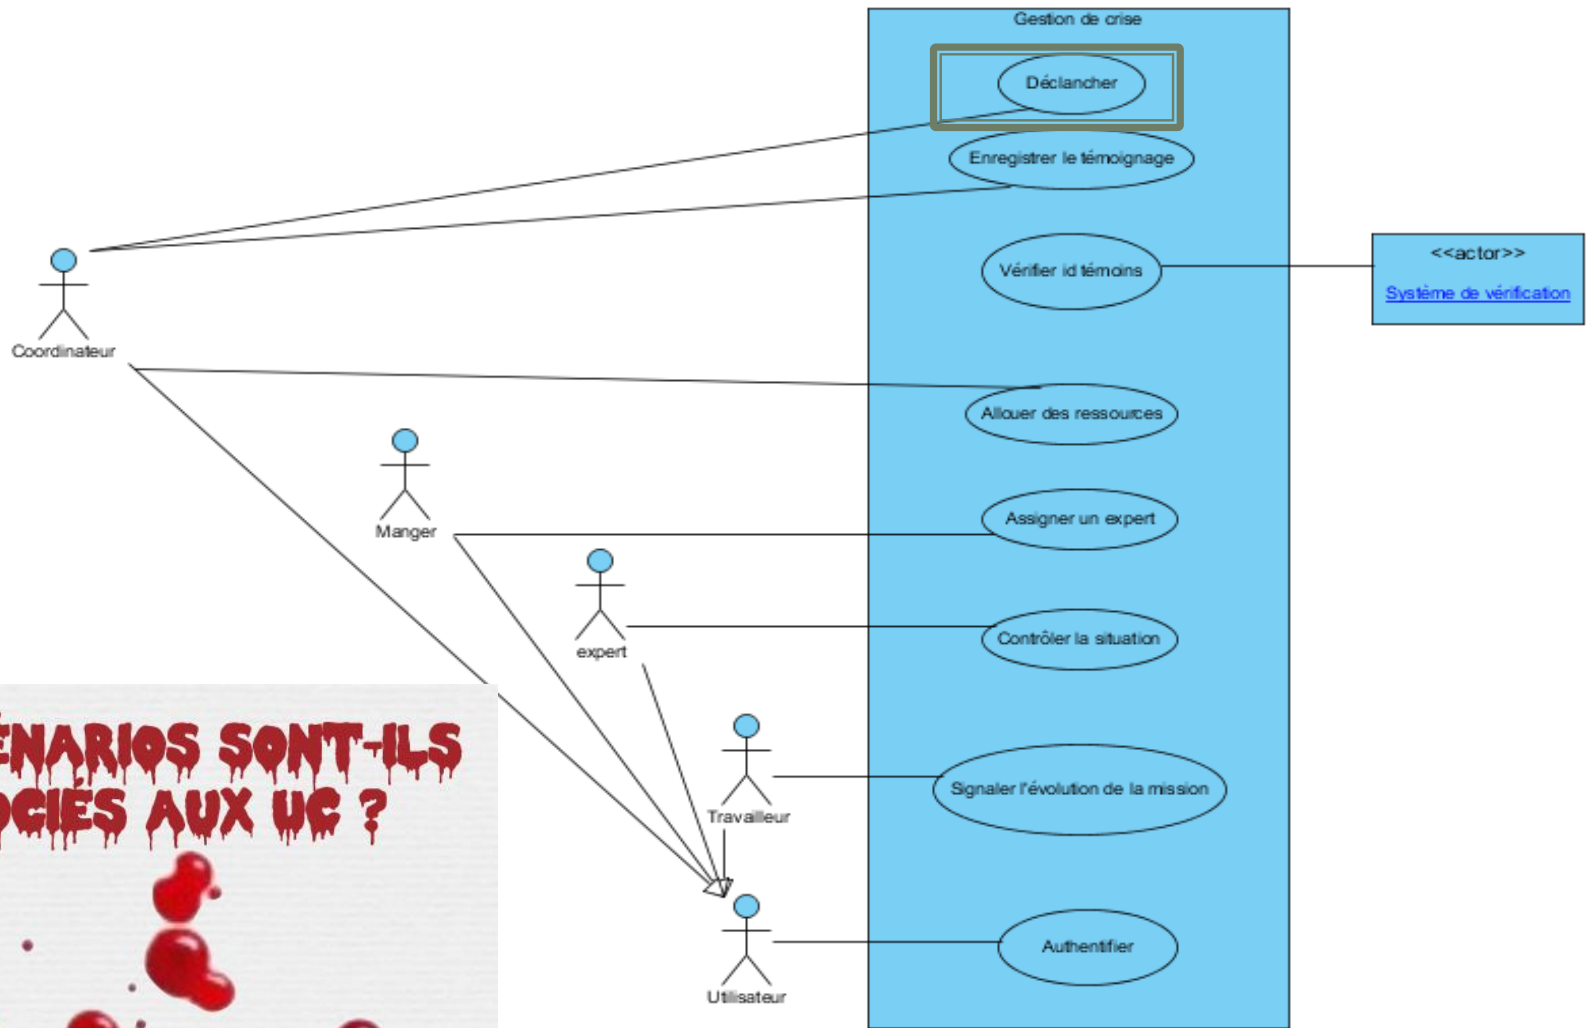 Gestion de crise
Déclancher
Enregistrer le témoignage
Vérifier id témoins
<<actor>>
Système de vérification
Coordinateur
Allouer des ressources
Manger
Assigner un expert
expert
Contrôler la situation
Travailleur
Signaler l'évolution de la mission
Utilisateur
Authentifier
ÉNARIOS SONT-ILS
OCIÉS AUX UC ?